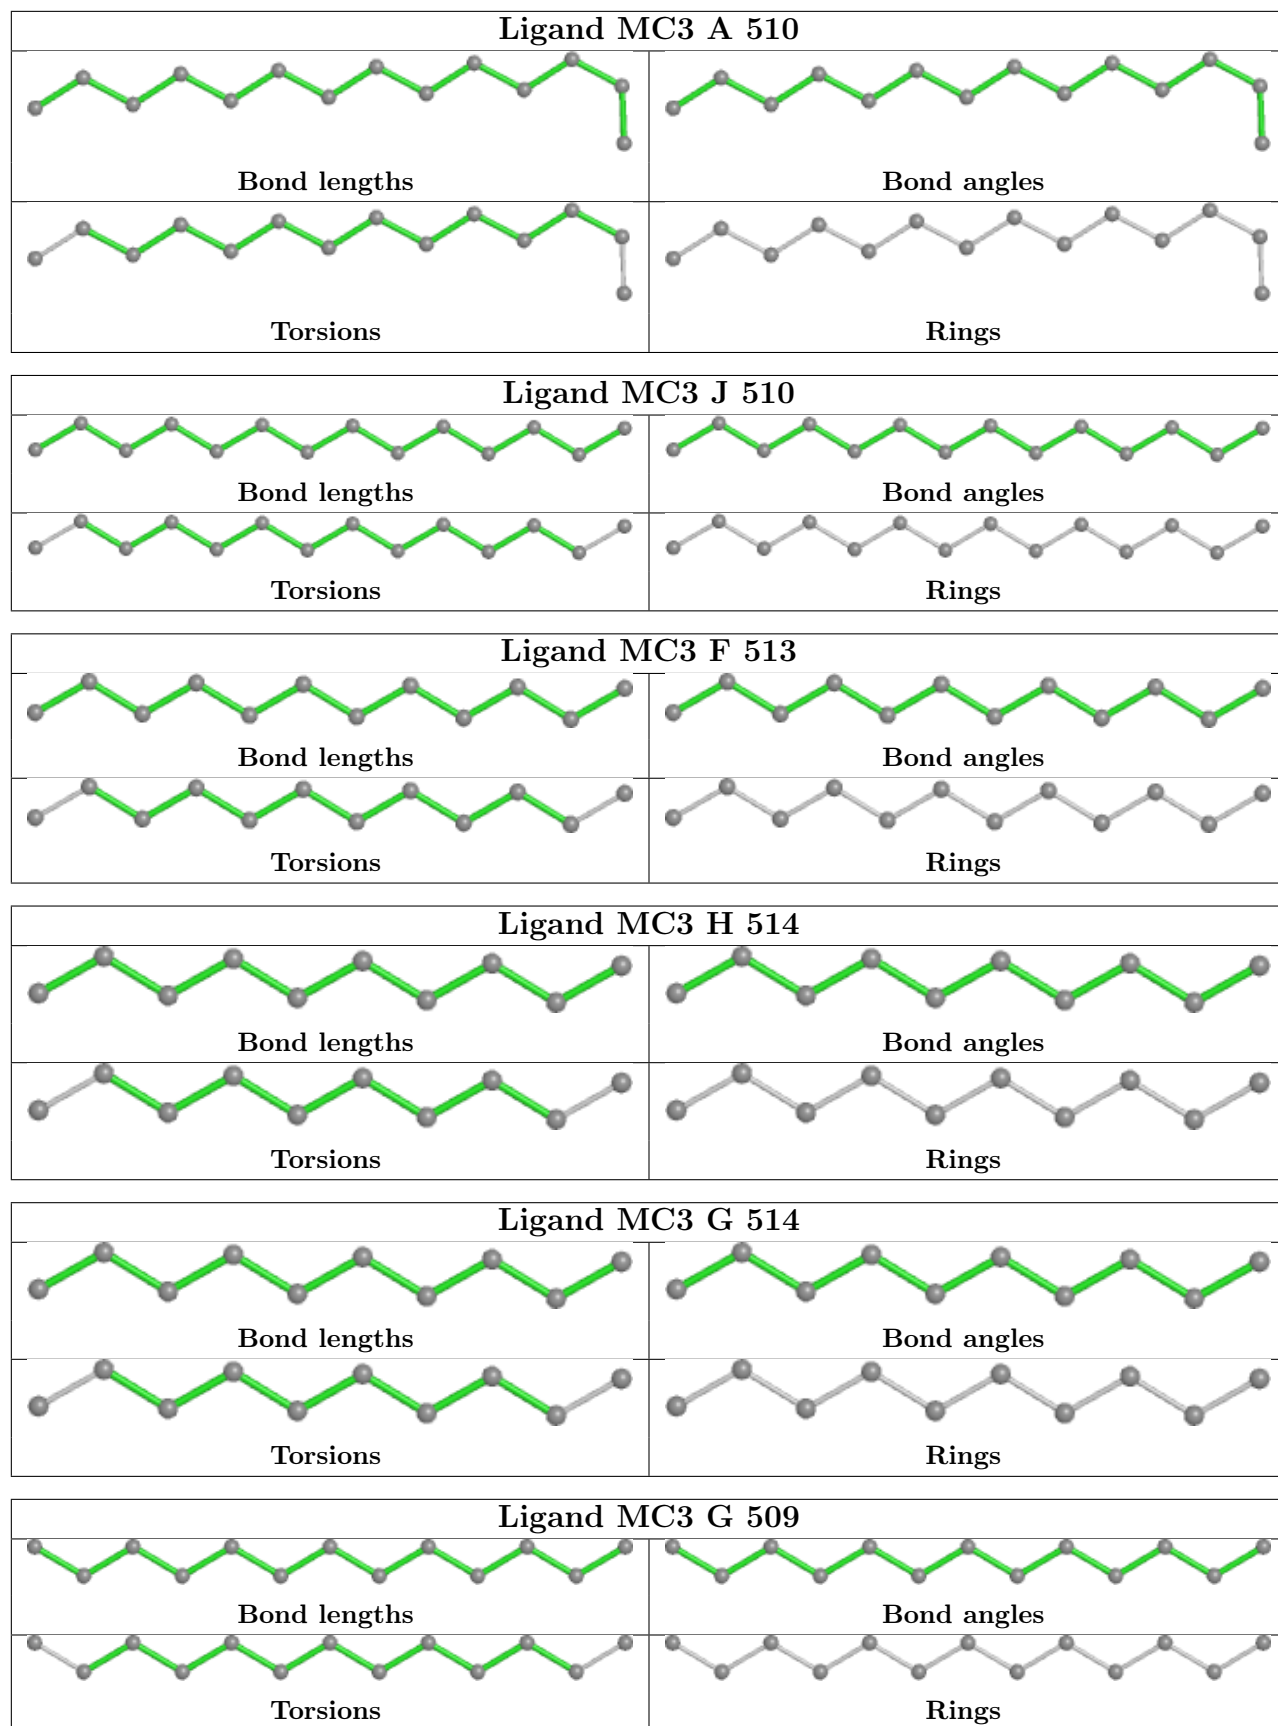 Ligand MC3 A 510
Bond lengths
Bond angles
Torsions
Rings
Ligand MC3 J 510
Bond lengths
Bond angles
Torsions
Rings
Ligand MC3 F 513
Bond lengths
Bond angles
Torsions
Rings
Ligand MC3 H 514
Bond lengths
Bond angles
Torsions
Rings
Ligand MC3 G 514
Bond lengths
Bond angles
Torsions
Rings
Ligand MC3 G 509
Bond lengths
Bond angles
Torsions
Rings